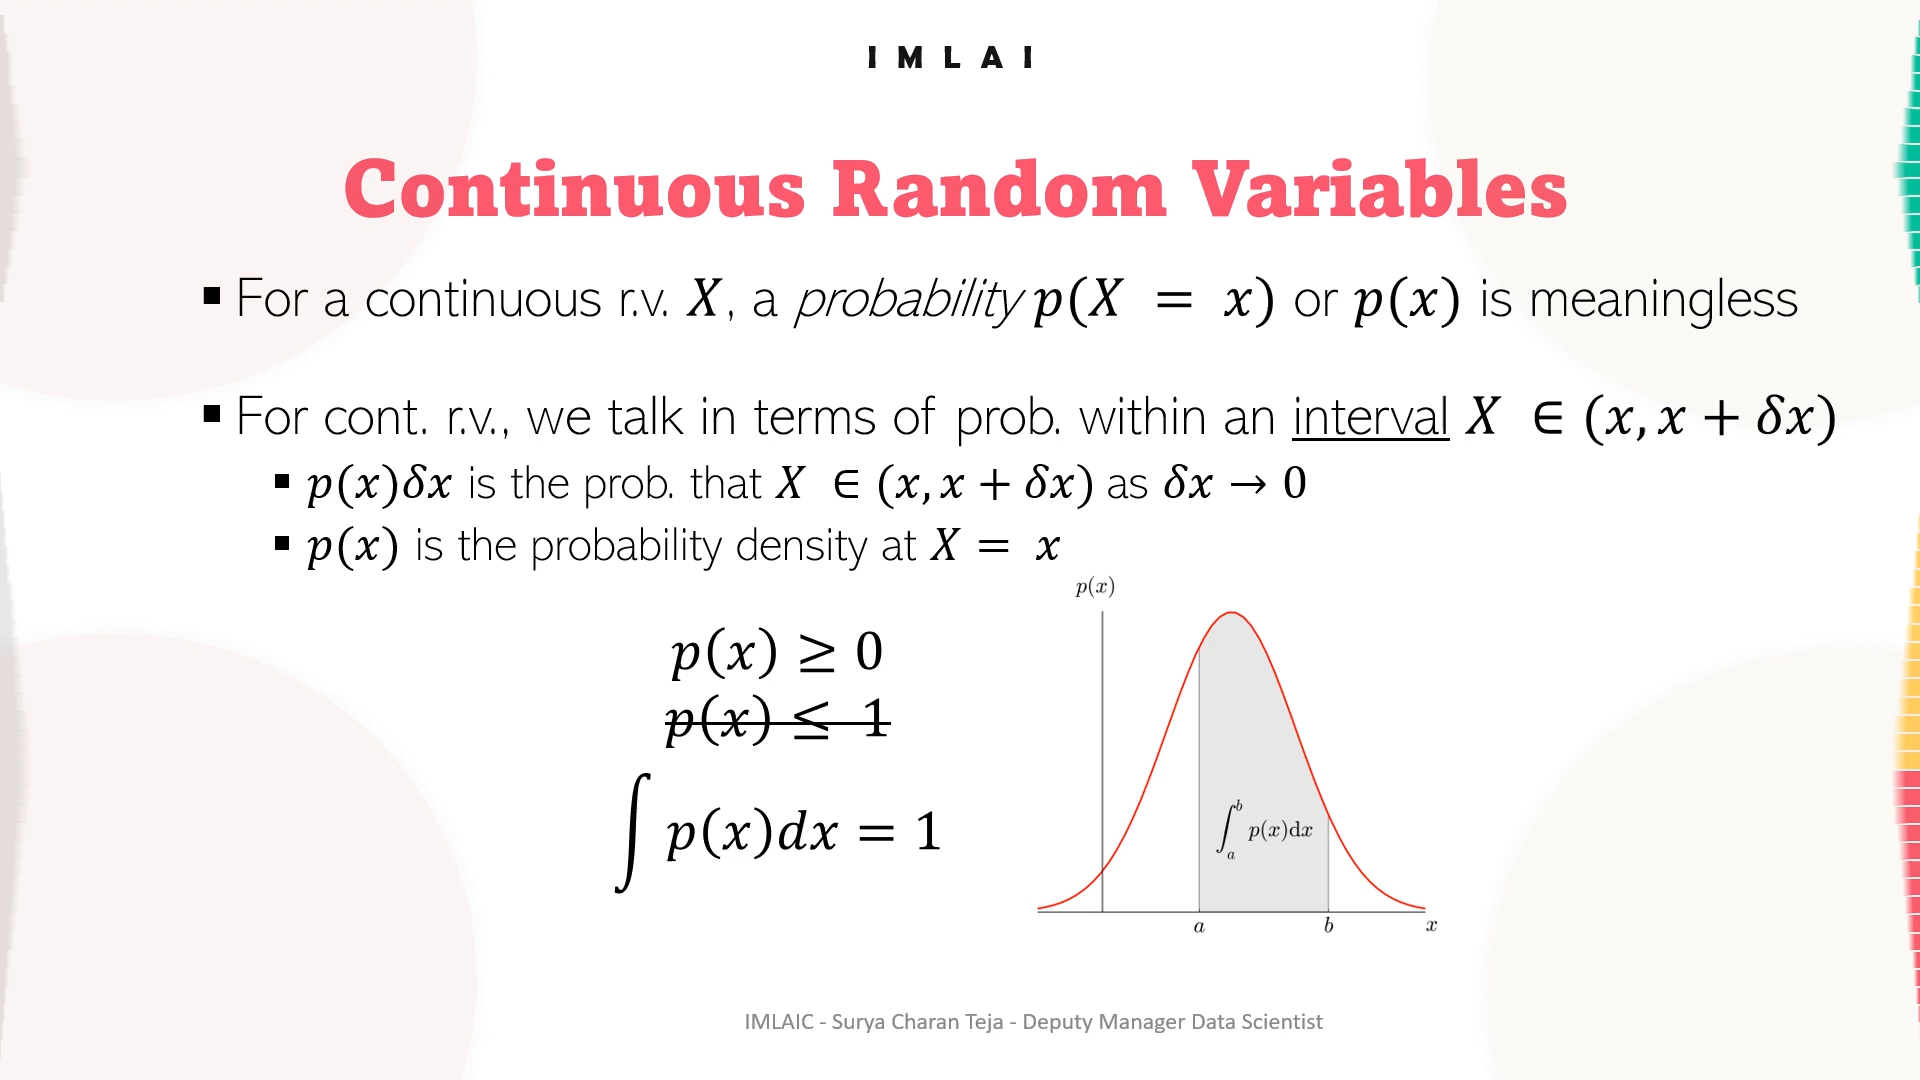 IMLAI
Continuous Random Variables
▪ For a continuous r.v. X, a probability p(X = x) or p(x) is meaningless
▪ For cont. r.v., we talk in terms of prob. within an interval X ∈ (x, x + δx)
▪ p(x)δx is the prob. that X ∈ (x, x + δx) as δx → 0
▪ p(x) is the probability density at X = x
p(x) ≥ 0
p(x) ≤ 1
∫ p(x)dx = 1
p(x)
∫_a^b p(x)dx
a b x
IMLAIC - Surya Charan Teja - Deputy Manager Data Scientist